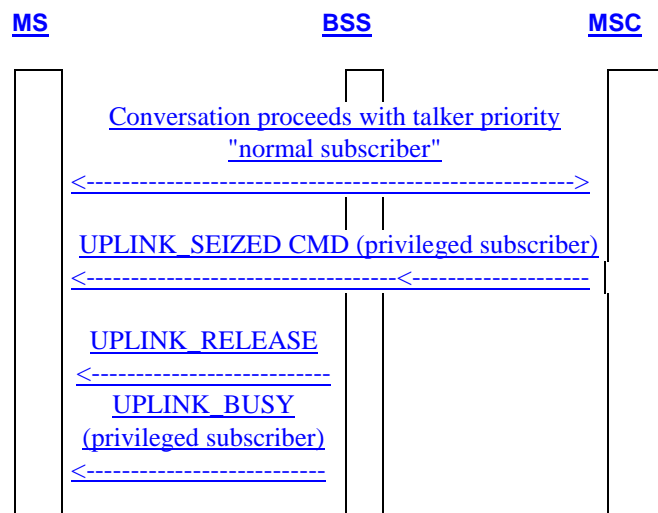 MS BSS MSC
Conversation proceeds with talker priority
"normal subscriber"
<-------------------------------------------------------->
UPLINK_SEIZED CMD (privileged subscriber)
<------------------------------------<--------------------
UPLINK_RELEASE
<---------------------------
UPLINK_BUSY
(privileged subscriber)
<---------------------------